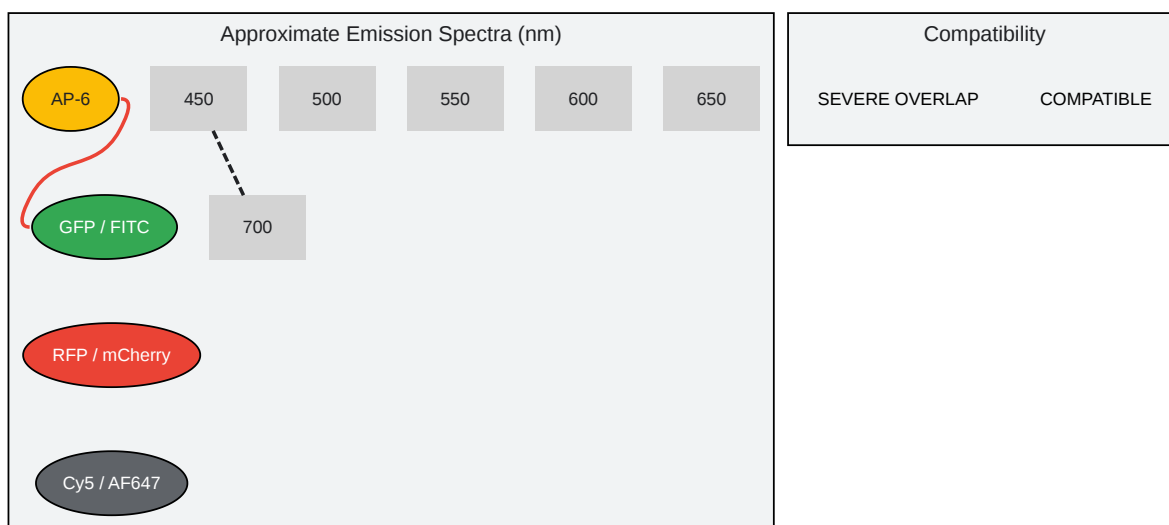 Approximate Emission Spectra (nm)
AP-6
450
500
550
600
650
GFP / FITC
700
RFP / mCherry
Cy5 / AF647
Compatibility
SEVERE OVERLAP
COMPATIBLE